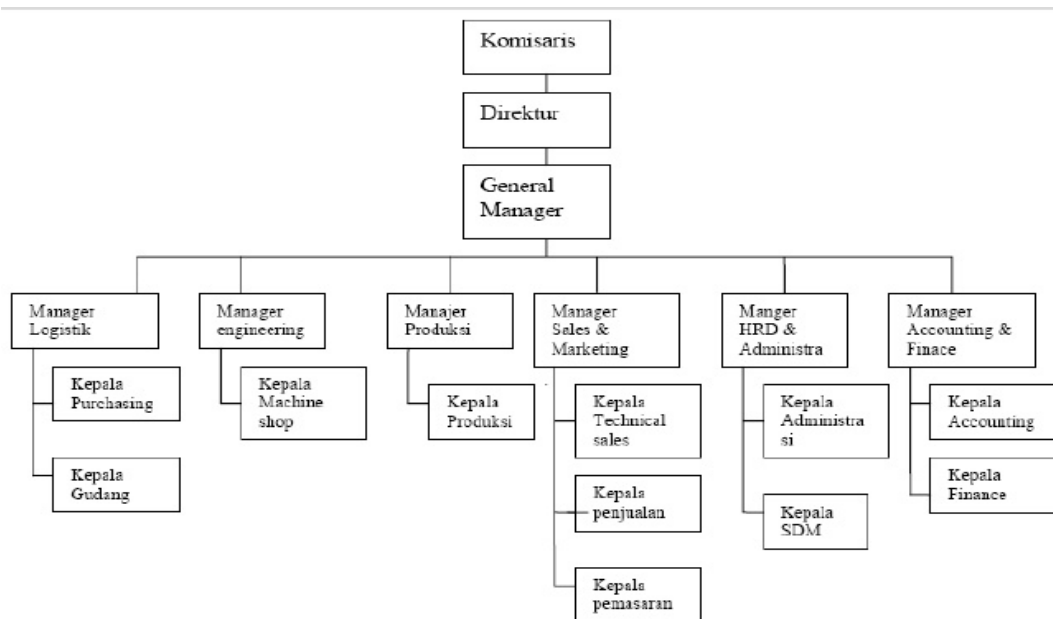 Komisaris
Direktur
General
Manager
Manager
Logistik
Manager
engineering
Manajer
Produksi
Manager
Sales &
Marketing
Manger
HRD &
Administra
Manager
Accounting &
Finace
Kepala
Purchasing
Kepala
Machine
shop
Kepala
Produksi
Kepala
Technical
sales
Kepala
Administra
si
Kepala
Accounting
Kepala
Gudang
Kepala
penjualan
Kepala
SDM
Kepala
Finance
Kepala
pemasaran